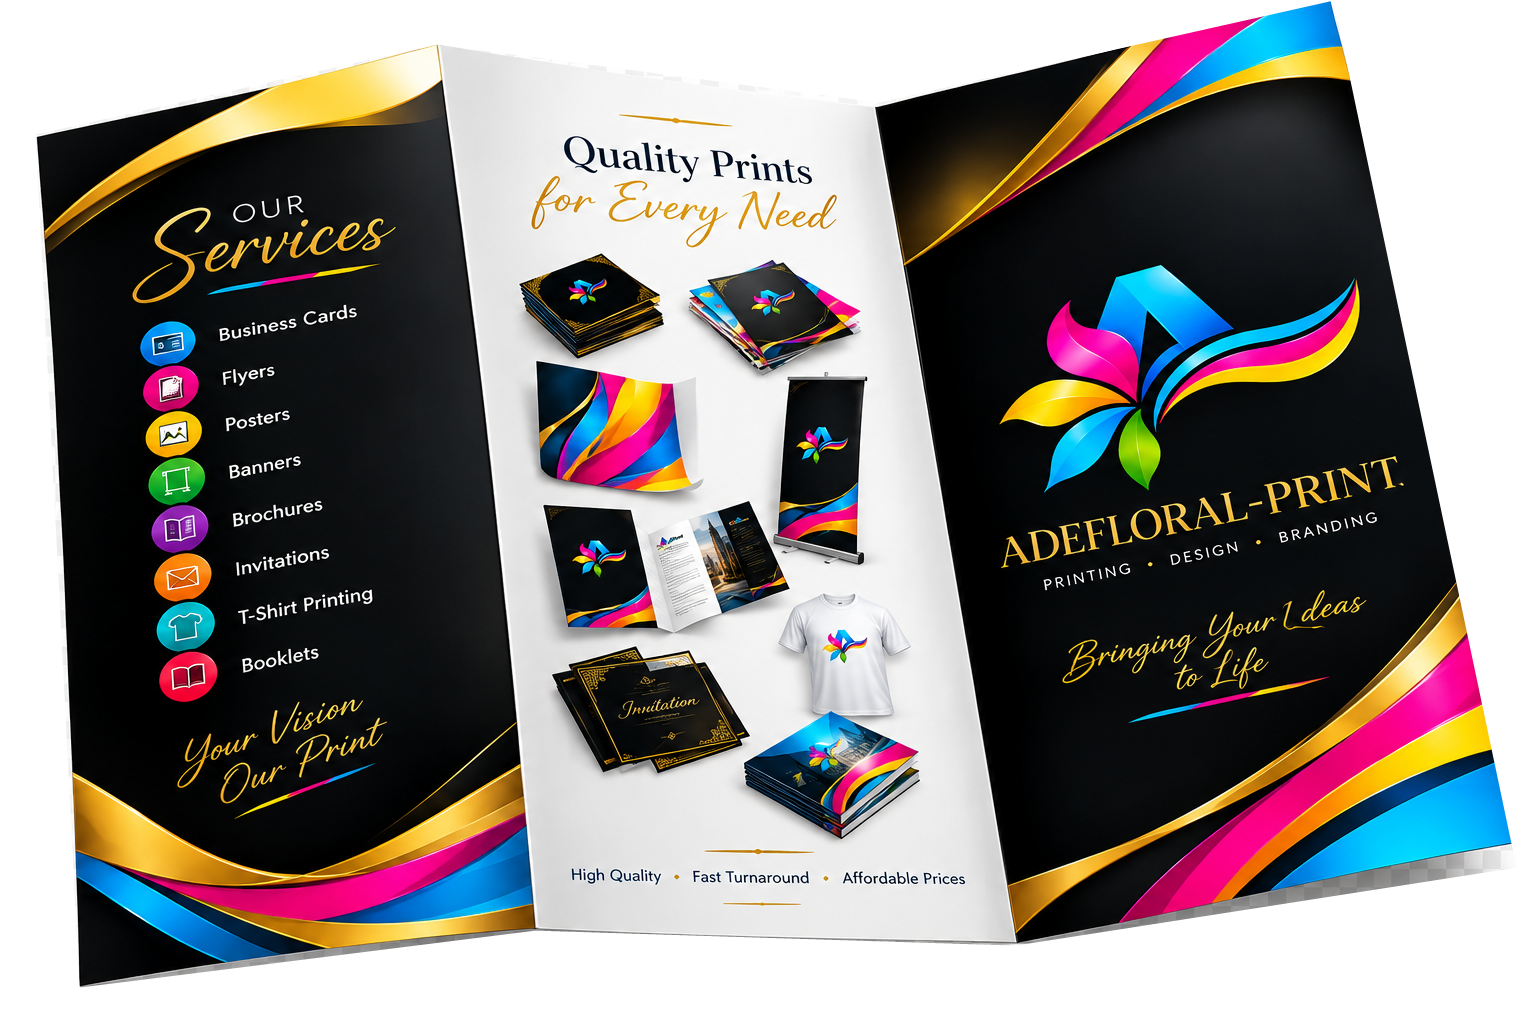 OUR
Services
Business Cards
Flyers
Posters
Banners
Brochures
Invitations
T-Shirt Printing
Booklets
Your Vision
Our Print
Quality Prints
for Every Need
Invitation
High Quality • Fast Turnaround • Affordable Prices
ADEFLORAL-PRINT.
PRINTING • DESIGN • BRANDING
Bringing Your Ideas
to Life